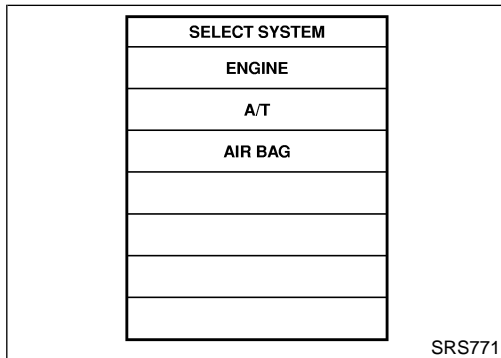 SELECT SYSTEM
ENGINE
A/T
AIR BAG
SRS771